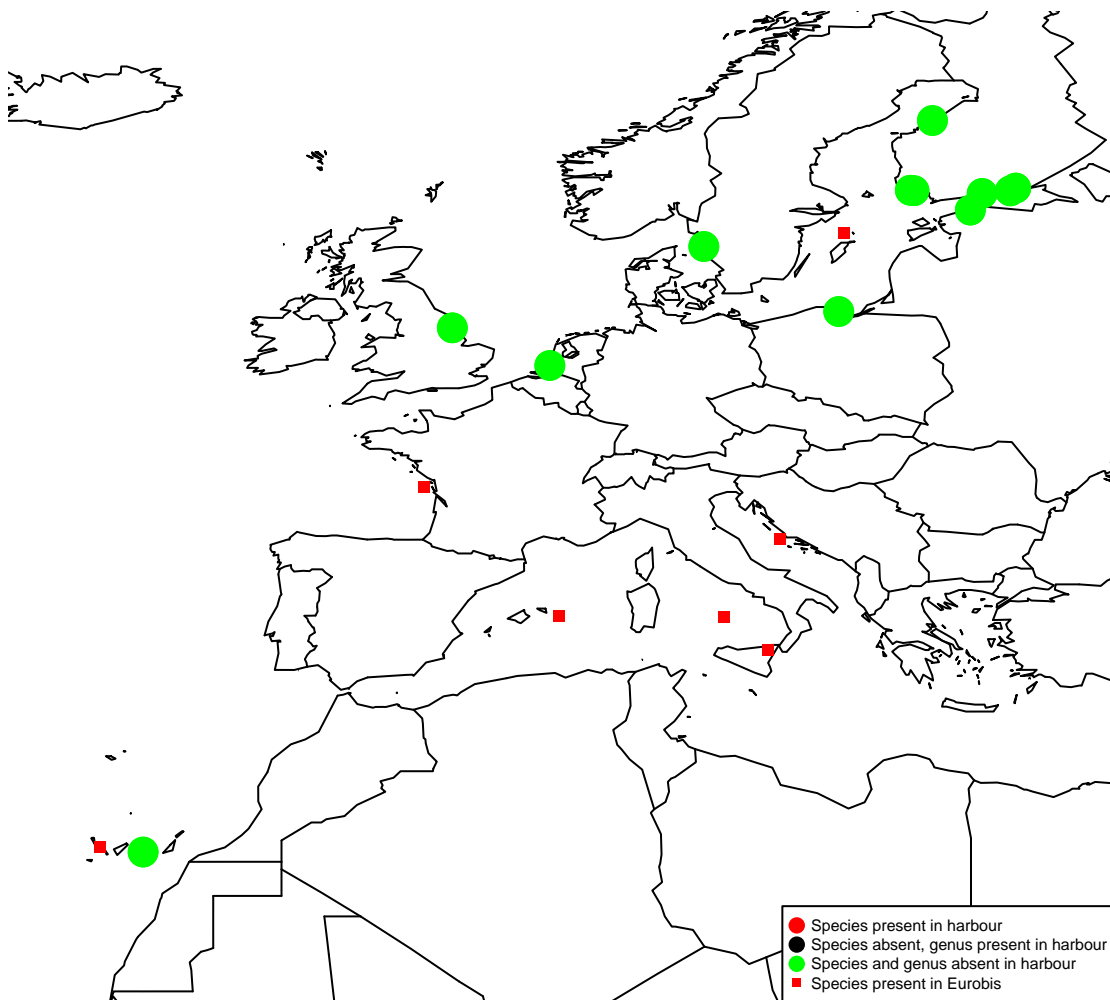 Species present in harbour
Species absent, genus present in harbour
Species and genus absent in harbour
Species present in Eurobis